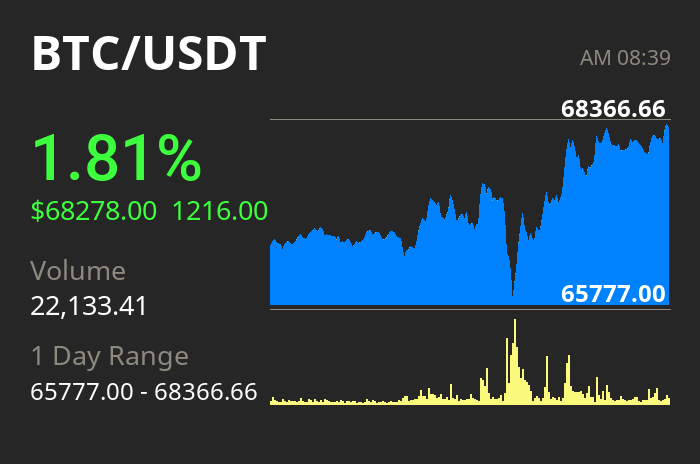 BTC/USDT
AM 08:39
68366.66
1.81%
$68278.00 1216.00
Volume
22,133.41
65777.00
1 Day Range
65777.00 - 68366.66